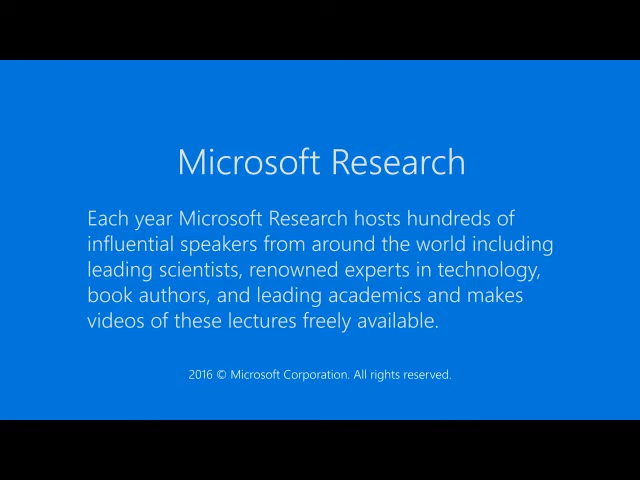 Microsoft Research
Each year Microsoft Research hosts hundreds of
influential speakers from around the world including
leading scientists, renowned experts in technology,
book authors, and leading academics and makes
videos of these lectures freely available.
2016 © Microsoft Corporation. All rights reserved.